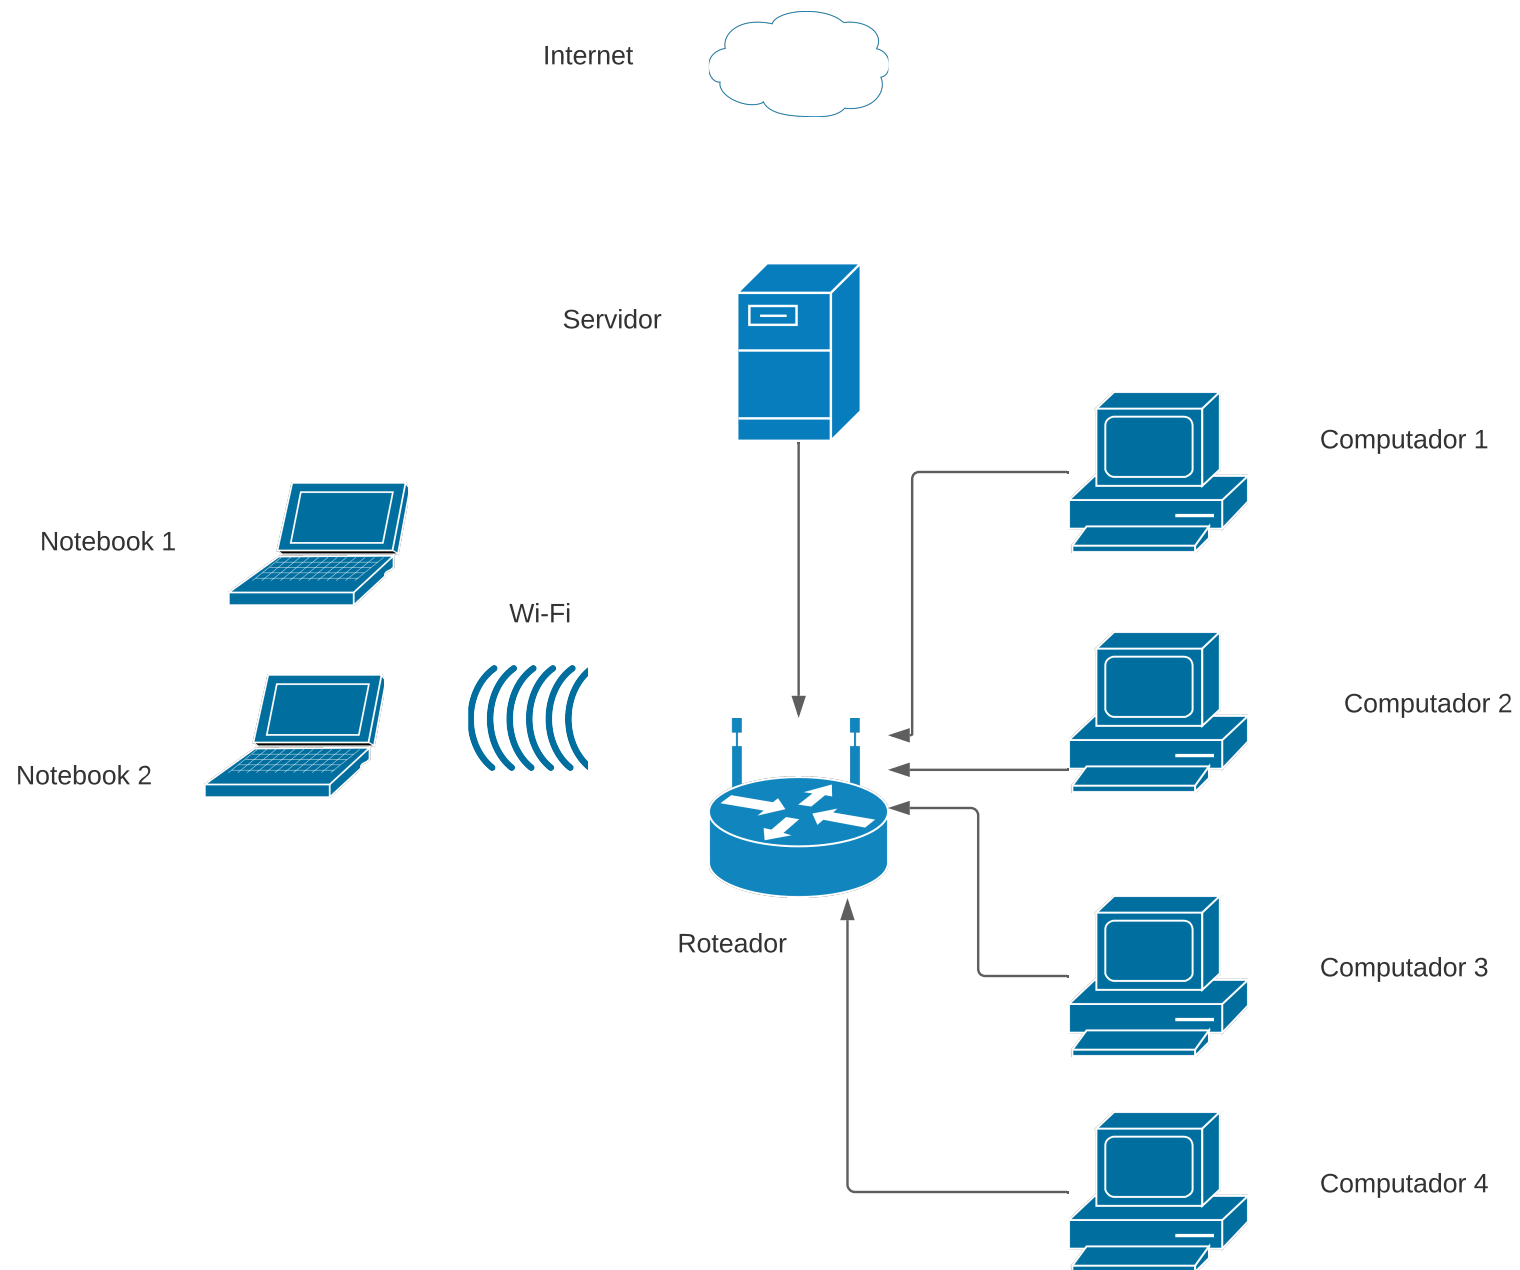 Internet
Servidor
Computador 1
Notebook 1
Wi-Fi
Computador 2
Notebook 2
Roteador
Computador 3
Computador 4